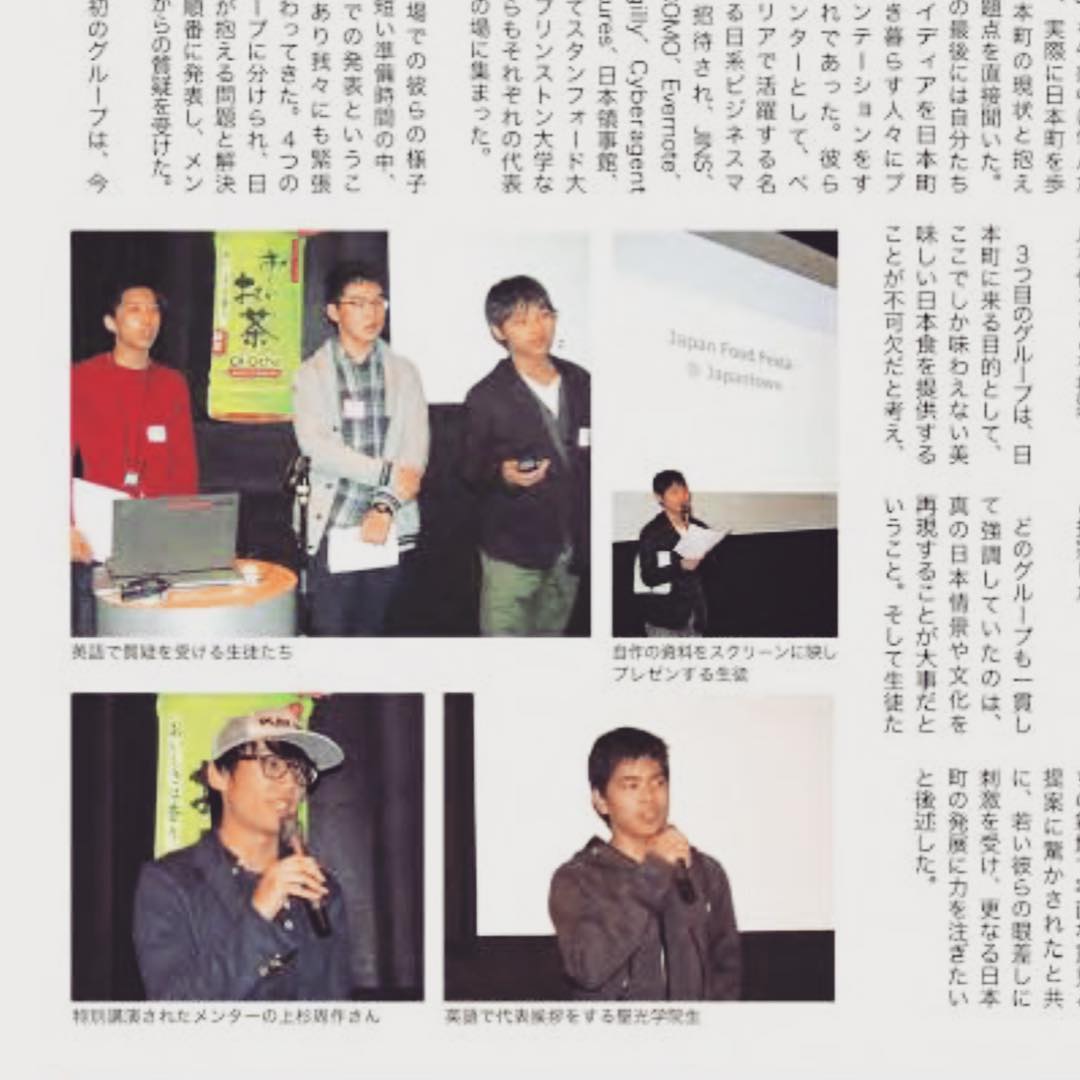 、実際に日本町を歩
本町の現状と抱え
題点を直接聞いた。
の最後には自分たち
イディアを日本町
き暮らす人々にプ
ンテーションをす
れであった。彼ら
ンターとして、ベ
リアで活躍する名
る日系ビジネスマ
招待され、JINS、
OMO、Evernote、
gilly、Cyberagent
ures、日本領事館、
てスタンフォード大
プリンストン大学な
らもそれぞれの代表
の場に集まった。
場での彼らの様子
短い準備時間の中、
での発表というこ
あり我々にも緊張
わってきた。4つの
ープに分けられ、日
が抱える問題と解決
順番に発表し、メン
からの質疑を受けた。
初のグループは、今
3つ目のグループは、日
本町に来る目的として、
ここでしか味わえない美
味しい日本食を提供する
ことが不可欠だと考え、
どのグループも一貫し
て強調していたのは、
真の日本情景や文化を
再現することが大事だと
いうこと。そして生徒た
提案に驚かされたと共
に、若い彼らの眼差しに
刺激を受け、更なる日本
町の発展に力を注ぎたい
と後述した。
お〜いお茶
Oi Ocha
Japan Food Festa
@ Japantown
英語で質疑を受ける生徒たち
自作の資料をスクリーンに映し
プレゼンする生徒
特別講演されたメンターの上杉周作さん
英語で代表挨拶をする聖光学院生